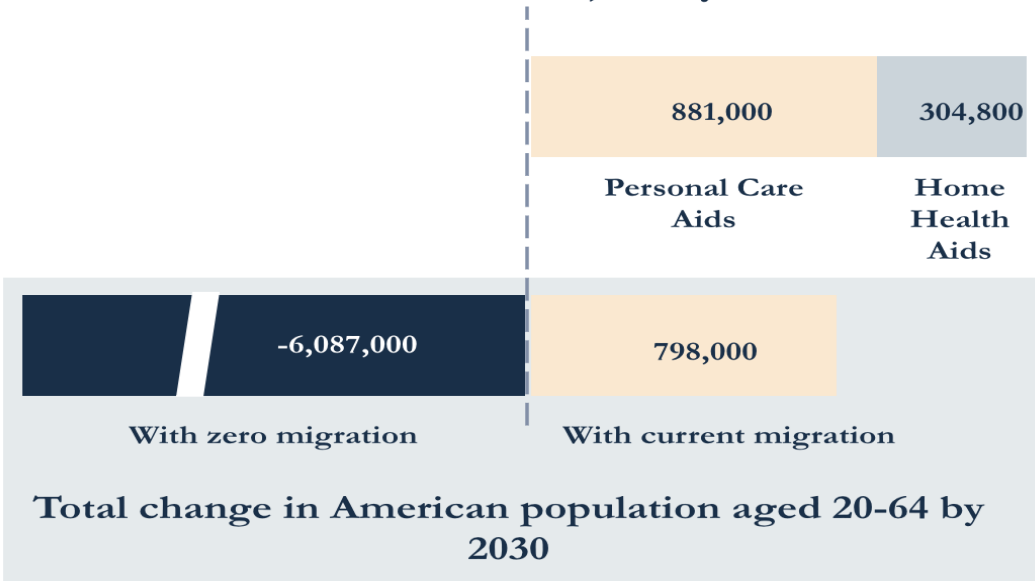 881,000
304,800
Personal Care
Aids
Home
Health
Aids
-6,087,000
798,000
With zero migration
With current migration
Total change in American population aged 20-64 by
2030